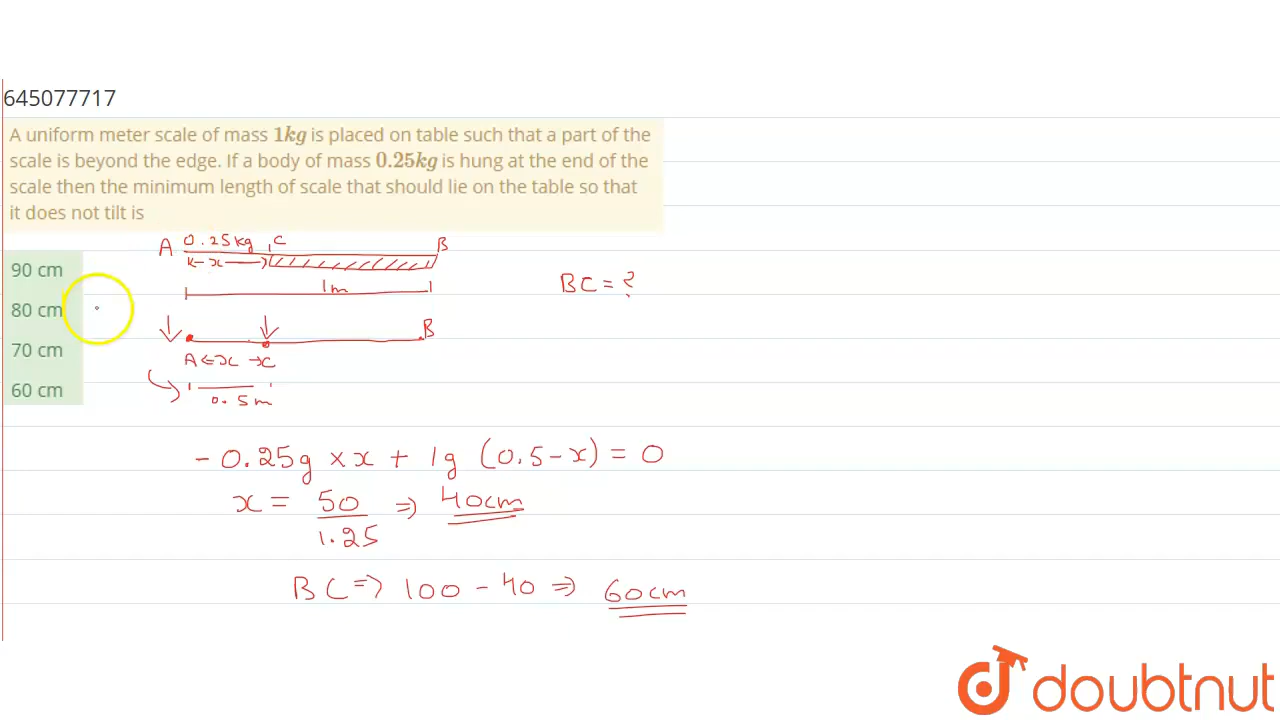 645077717
A uniform meter scale of mass 1kg is placed on table such that a part of the
scale is beyond the edge. If a body of mass 0.25kg is hung at the end of the
scale then the minimum length of scale that should lie on the table so that
it does not tilt is
90 cm
80 cm
70 cm
60 cm
A 0.25kg C B
x
1m
BC = ?
B
A ← x → C
0.5m
- 0.25g × x + 1g (0.5 - x) = 0
x = 50/1.25 ⇒ 40cm
BC ⇒ 100 - 40 ⇒ 60cm
doubtnut